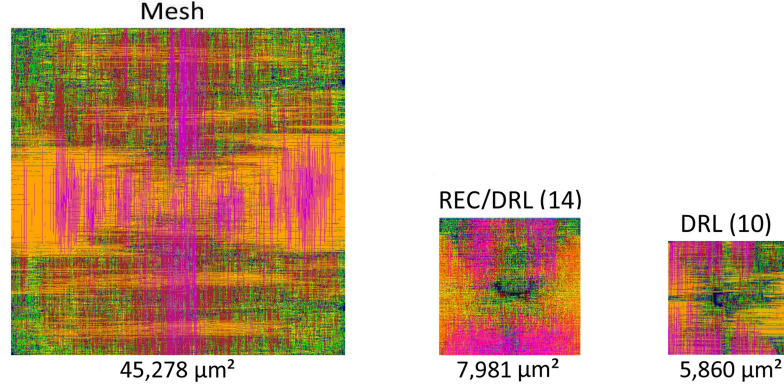 Mesh
REC/DRL (14)
DRL (10)
45,278 µm²
7,981 µm²
5,860 µm²